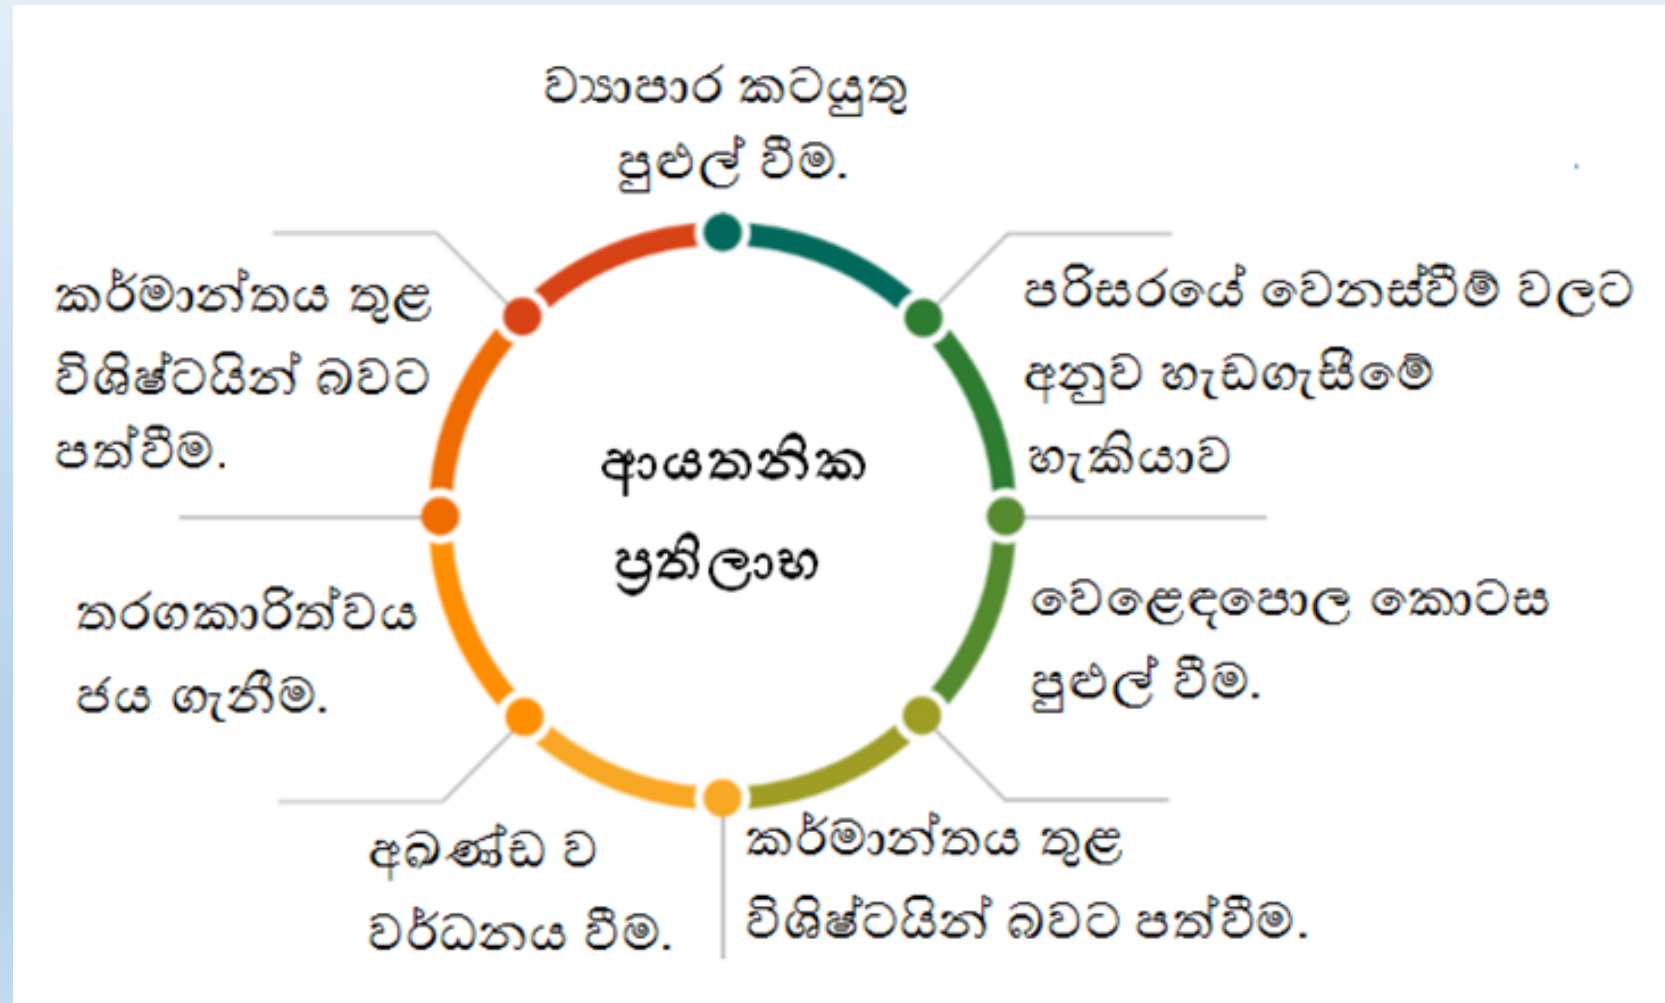 ව්‍යාපාර කටයුතු
පුළුල් වීම.
පරිසරයේ වෙනස්වීම් වලට
අනුව හැඩගැසීමේ
හැකියාව
වෙළෙඳපොල කොටස
පුළුල් වීම.
කර්මාන්තය තුළ
විශිෂ්ටයින් බවට පත්වීම.
අඛණ්ඩ ව
වර්ධනය වීම.
තරගකාරිත්වය
ජය ගැනීම.
කර්මාන්තය තුළ
විශිෂ්ටයින් බවට
පත්වීම.
ආයතනික
ප්‍රතිලාභ